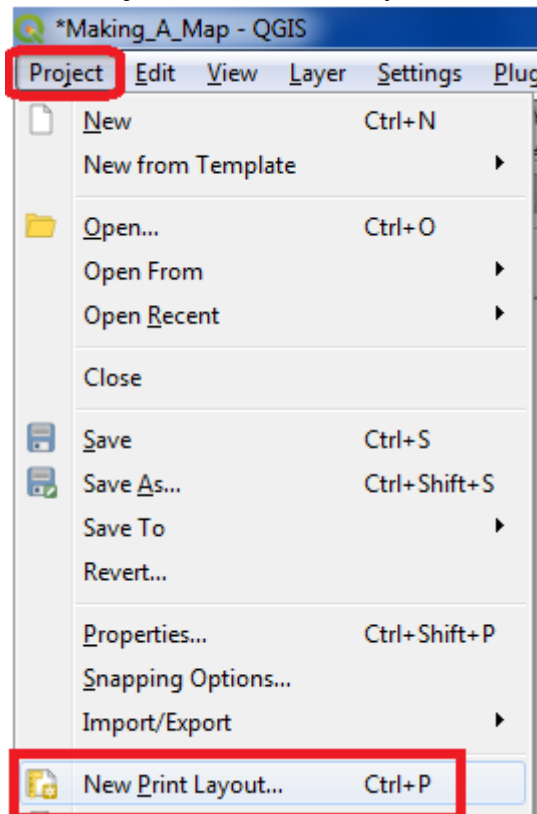 *Making_A_Map - QGIS
Project Edit View Layer Settings
New Ctrl+N
New from Template
Open... Ctrl+O
Open From
Open Recent
Close
Save Ctrl+S
Save As... Ctrl+Shift+S
Save To
Revert...
Properties... Ctrl+Shift+P
Snapping Options...
Import/Export
New Print Layout... Ctrl+P